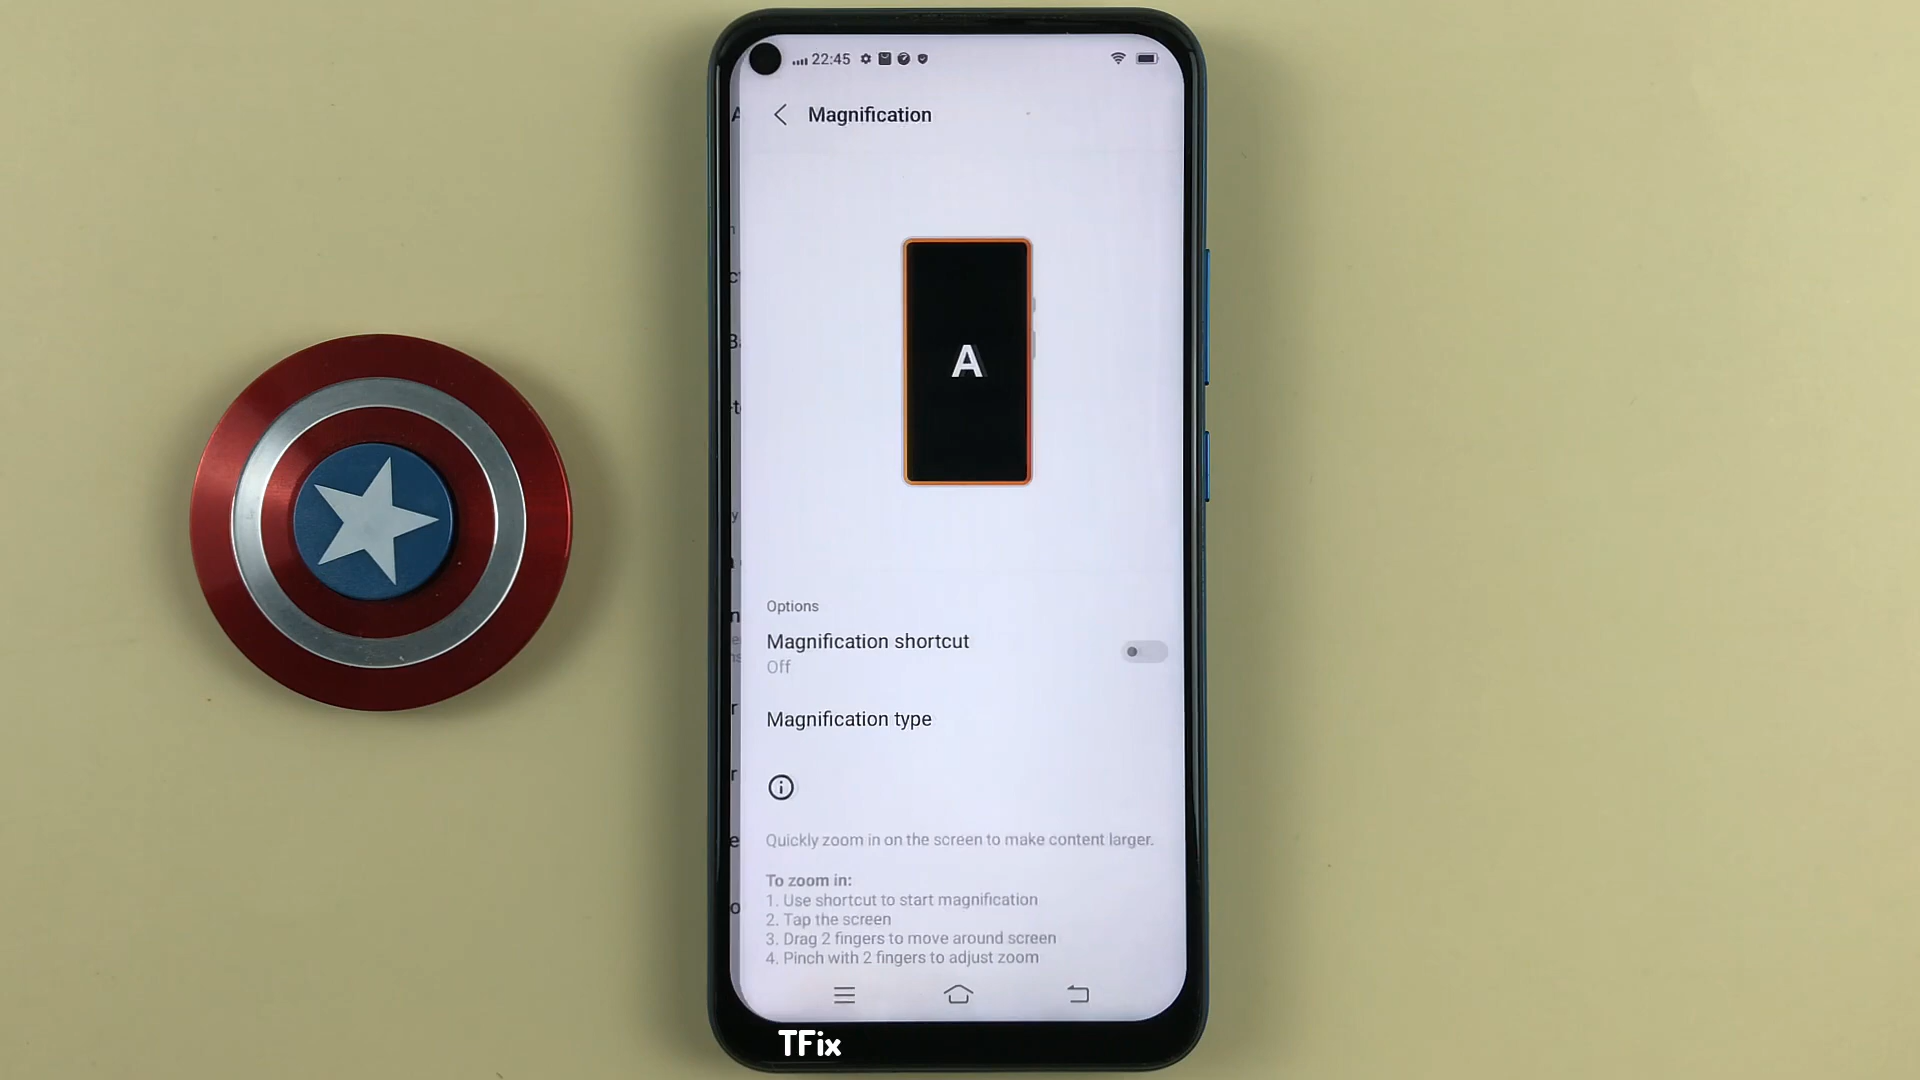 22:45
Magnification
A
Options
Magnification shortcut
Off
Magnification type
Quickly zoom in on the screen to make content larger.
To zoom in:
1. Use shortcut to start magnification
2. Tap the screen
3. Drag 2 fingers to move around screen
4. Pinch with 2 fingers to adjust zoom
TFix